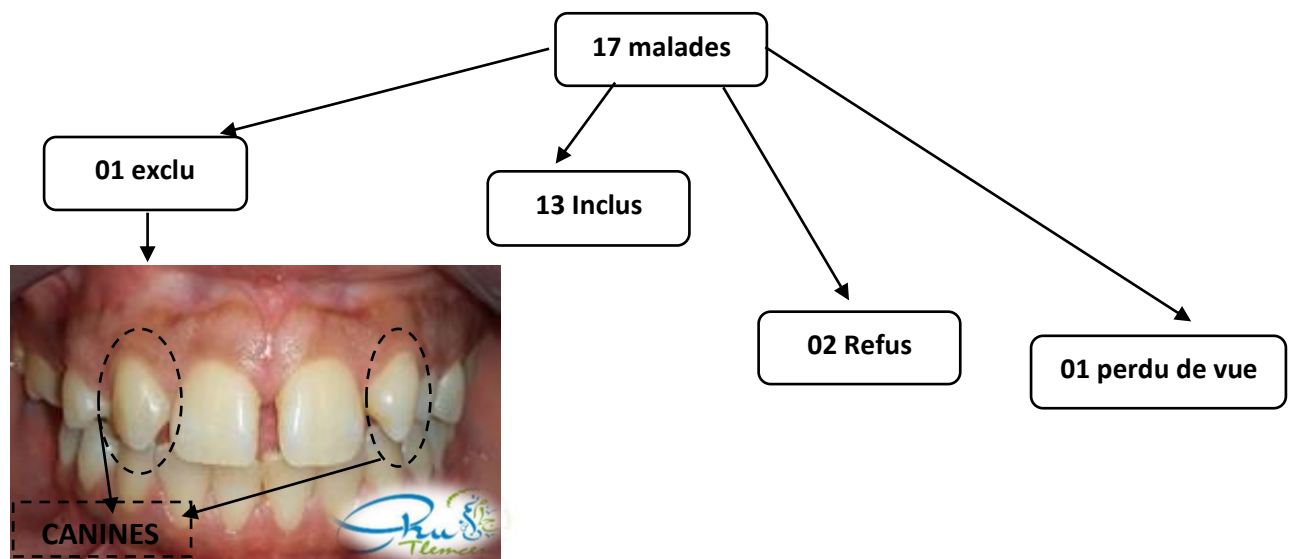 17 malades
01 exclu
13 Inclus
02 Refus
01 perdu de vue
CANINES
Tlemcen